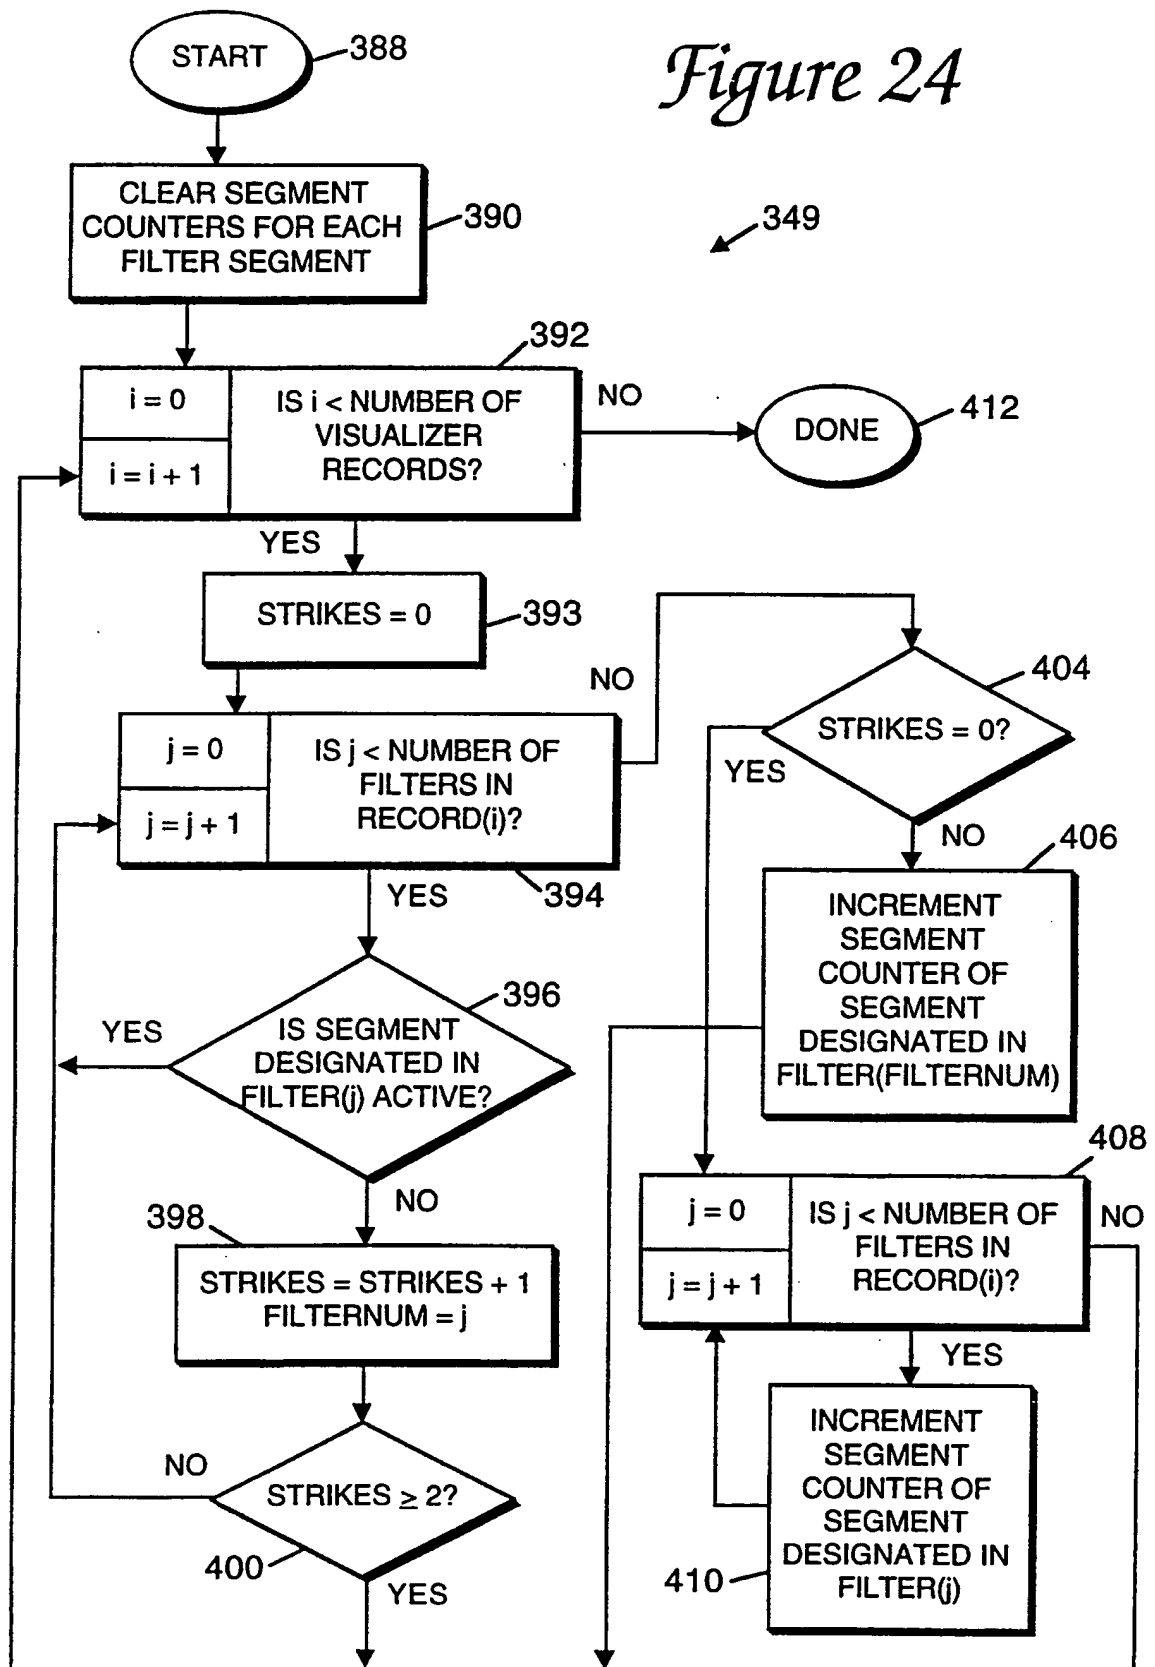 START
388
Figure 24
CLEAR SEGMENT
COUNTERS FOR EACH
FILTER SEGMENT
390
349
392
i = 0
i = i + 1
IS i < NUMBER OF
VISUALIZER
RECORDS?
NO
DONE
412
YES
STRIKES = 0
393
NO
404
STRIKES = 0?
YES
NO
j = 0
j = j + 1
IS j < NUMBER OF
FILTERS IN
RECORD(i)?
394
YES
406
INCREMENT
SEGMENT
COUNTER OF
SEGMENT
DESIGNATED IN
FILTER(FILTERNUM)
396
YES
IS SEGMENT
DESIGNATED IN
FILTER(j) ACTIVE?
NO
408
j = 0
j = j + 1
IS j < NUMBER OF
FILTERS IN
RECORD(i)?
NO
YES
398
STRIKES = STRIKES + 1
FILTERNUM = j
NO
STRIKES ≥ 2?
400
YES
INCREMENT
SEGMENT
COUNTER OF
SEGMENT
DESIGNATED IN
FILTER(j)
410